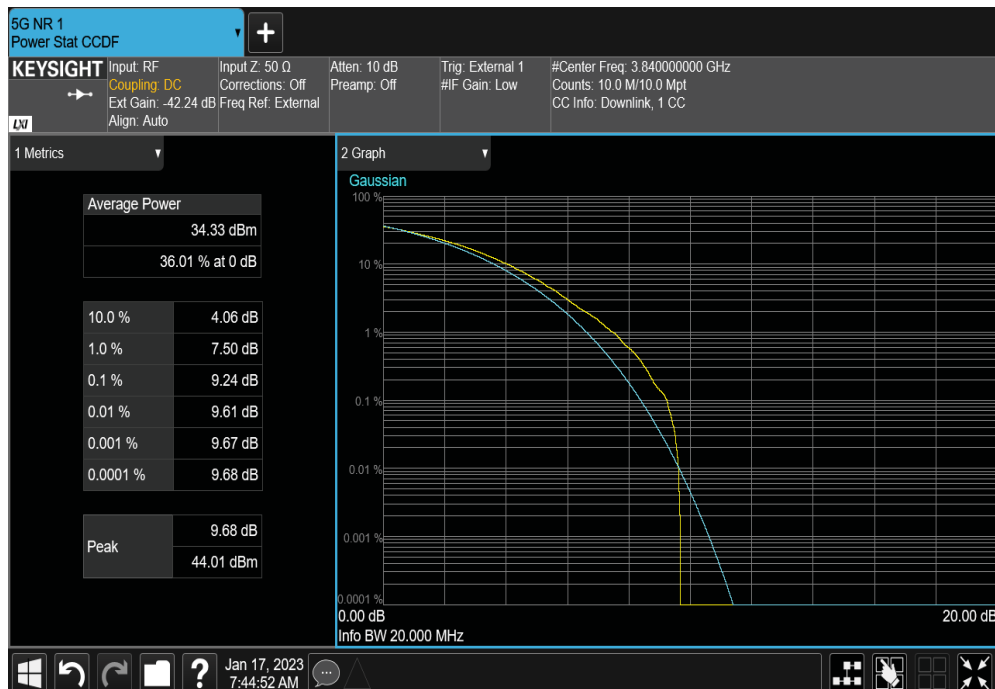 5G NR 1
Power Stat CCDF
KEYSIGHT
LXI
Input: RF
Coupling: DC
Ext Gain: -42.24 dB
Align: Auto
Input Z: 50 Ω
Corrections: Off
Freq Ref: External
Atten: 10 dB
Preamp: Off
Trig: External 1
#IF Gain: Low
#Center Freq: 3.840000000 GHz
Counts: 10.0 M/10.0 Mpt
CC Info: Downlink, 1 CC
1 Metrics
Average Power
34.33 dBm
36.01 % at 0 dB
10.0 % 4.06 dB
1.0 % 7.50 dB
0.1 % 9.24 dB
0.01 % 9.61 dB
0.001 % 9.67 dB
0.0001 % 9.68 dB
Peak
9.68 dB
44.01 dBm
2 Graph
Gaussian
100 %
10 %
1 %
0.1 %
0.01 %
0.001 %
0.0001 %
0.00 dB 20.00 dB
Info BW 20.000 MHz
Jan 17, 2023
7:44:52 AM